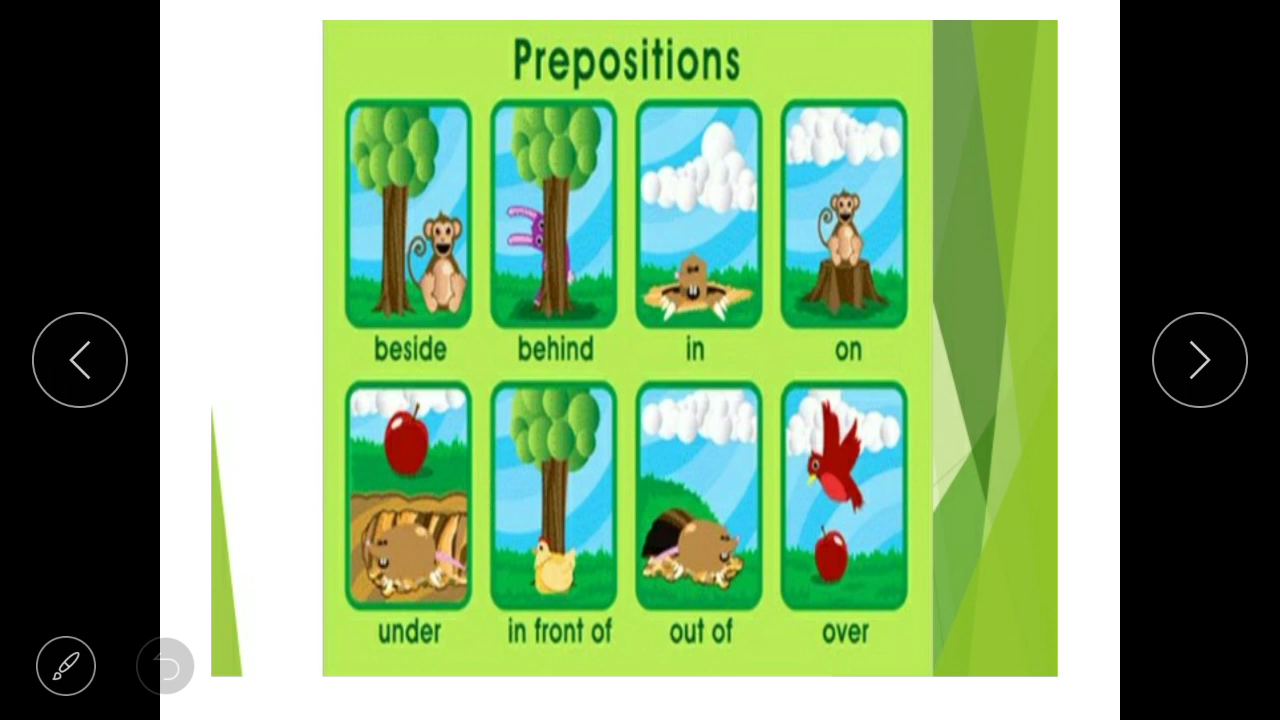 Prepositions
beside behind in on
under in front of out of over